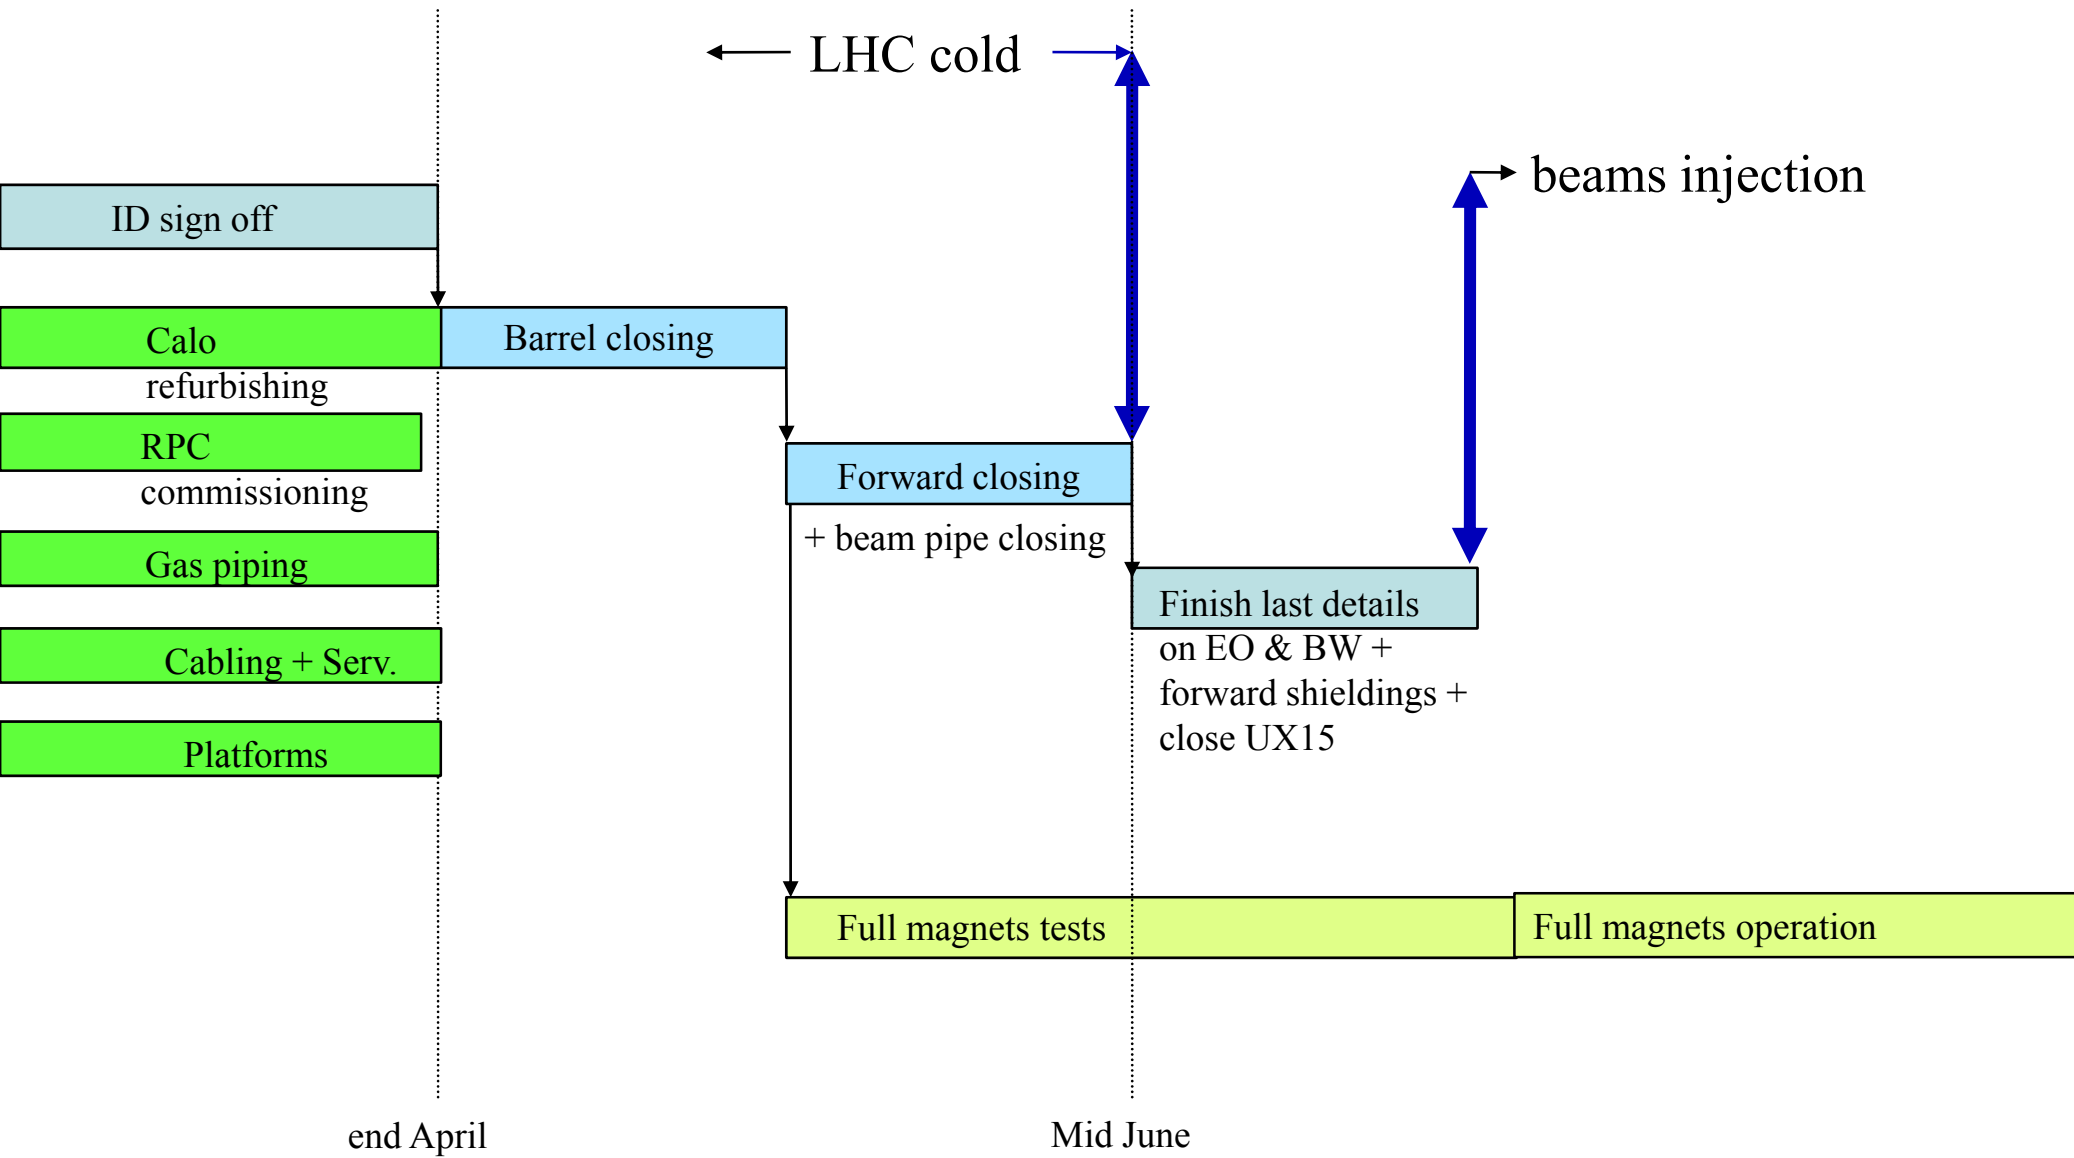 LHC cold
beams injection
ID sign off
Calo
refurbishing
Barrel closing
RPC
commissioning
Forward closing
+ beam pipe closing
Gas piping
Finish last details
on EO & BW +
forward shieldings +
close UX15
Cabling + Serv.
Platforms
Full magnets tests
Full magnets operation
end April
Mid June